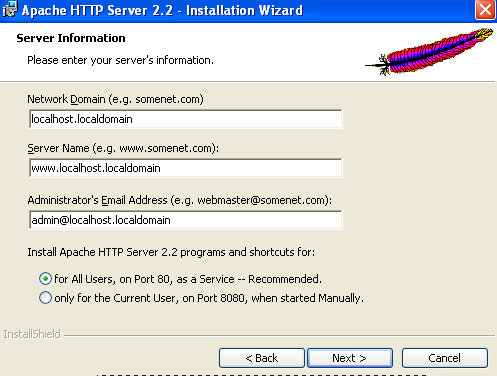 Apache HTTP Server 2.2 - Installation Wizard
Server Information
Please enter your server's information.
Network Domain (e.g. somenet.com)
localhost.localdomain
Server Name (e.g. www.somenet.com):
www.localhost.localdomain
Administrator's Email Address (e.g. webmaster@somenet.com):
admin@localhost.localdomain
Install Apache HTTP Server 2.2 programs and shortcuts for:
for All Users, on Port 80, as a Service -- Recommended.
only for the Current User, on Port 8080, when started Manually.
InstallShield
< Back Next > Cancel